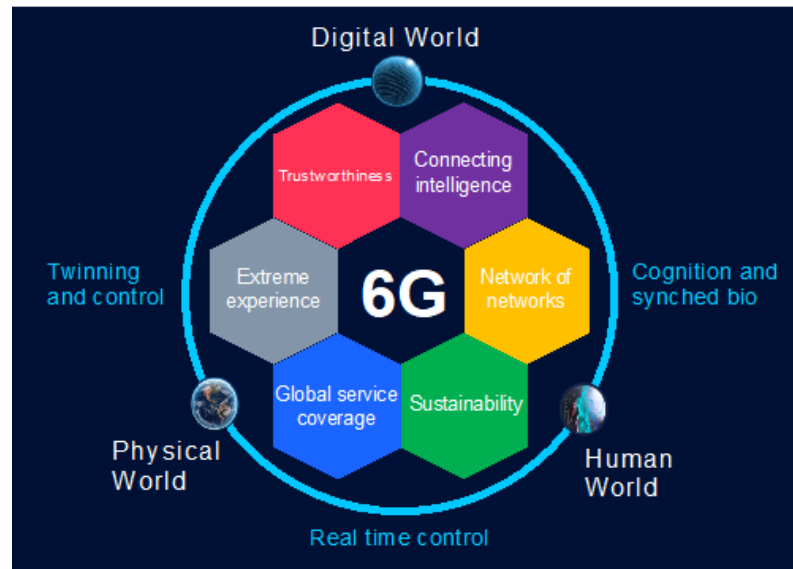 Digital World
Trustworthiness
Connecting
intelligence
Twinning
and control
Extreme
experience
6G
Network of
networks
Cognition and
synched bio
Global service
coverage
Sustainability
Physical
World
Human
World
Real time control